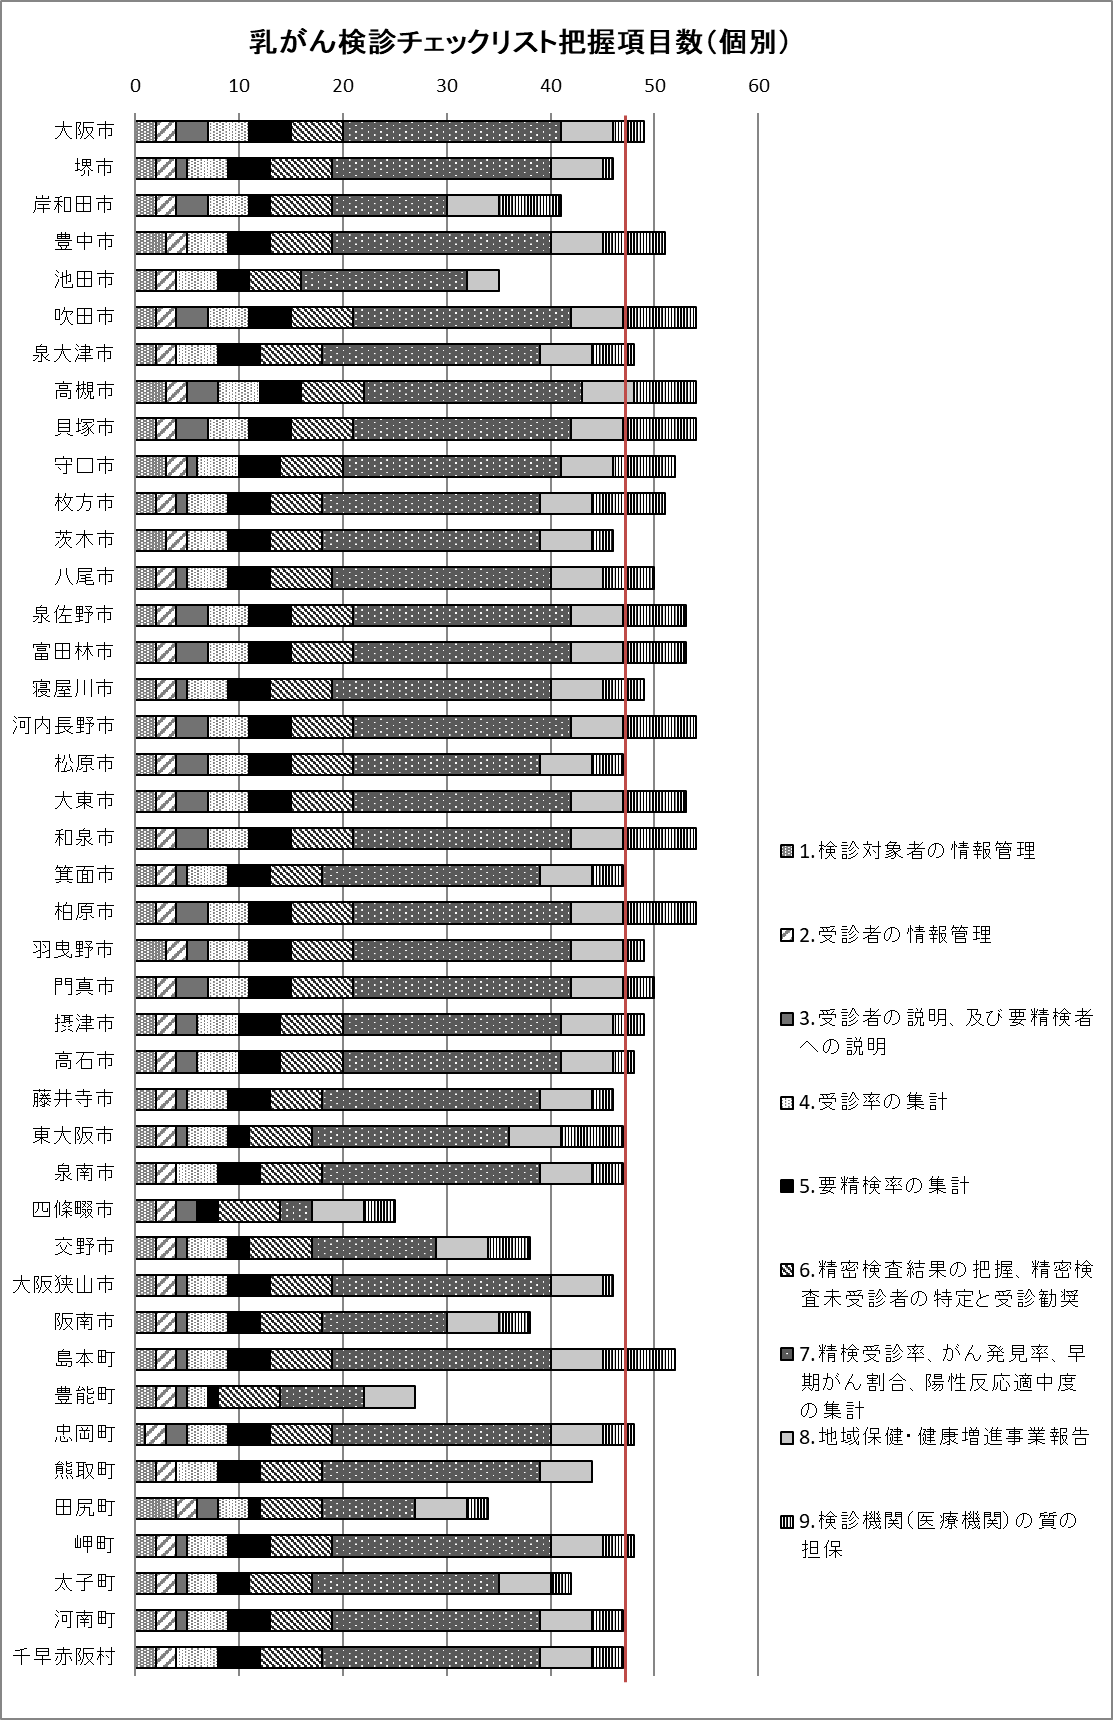 乳がん検診チェックリスト把握項目数（個別）
0 10 20 30 40 50 60
大阪市
堺市
岸和田市
豊中市
池田市
吹田市
泉大津市
高槻市
貝塚市
守口市
枚方市
茨木市
八尾市
泉佐野市
富田林市
寝屋川市
河内長野市
松原市
大東市
和泉市
箕面市
柏原市
羽曳野市
門真市
摂津市
高石市
藤井寺市
東大阪市
泉南市
四條畷市
交野市
大阪狭山市
阪南市
島本町
豊能町
忠岡町
熊取町
田尻町
岬町
太子町
河南町
千早赤阪村
1.検診対象者の情報管理
2.受診者の情報管理
3.受診者の説明、及び要精検者
への説明
4.受診率の集計
5.要精検率の集計
6.精密検査結果の把握、精密検
査未受診者の特定と受診勧奨
7.精検受診率、がん発見率、早
期がん割合、陽性反応適中度
の集計
8.地域保健・健康増進事業報告
9.検診機関（医療機関）の質の
担保